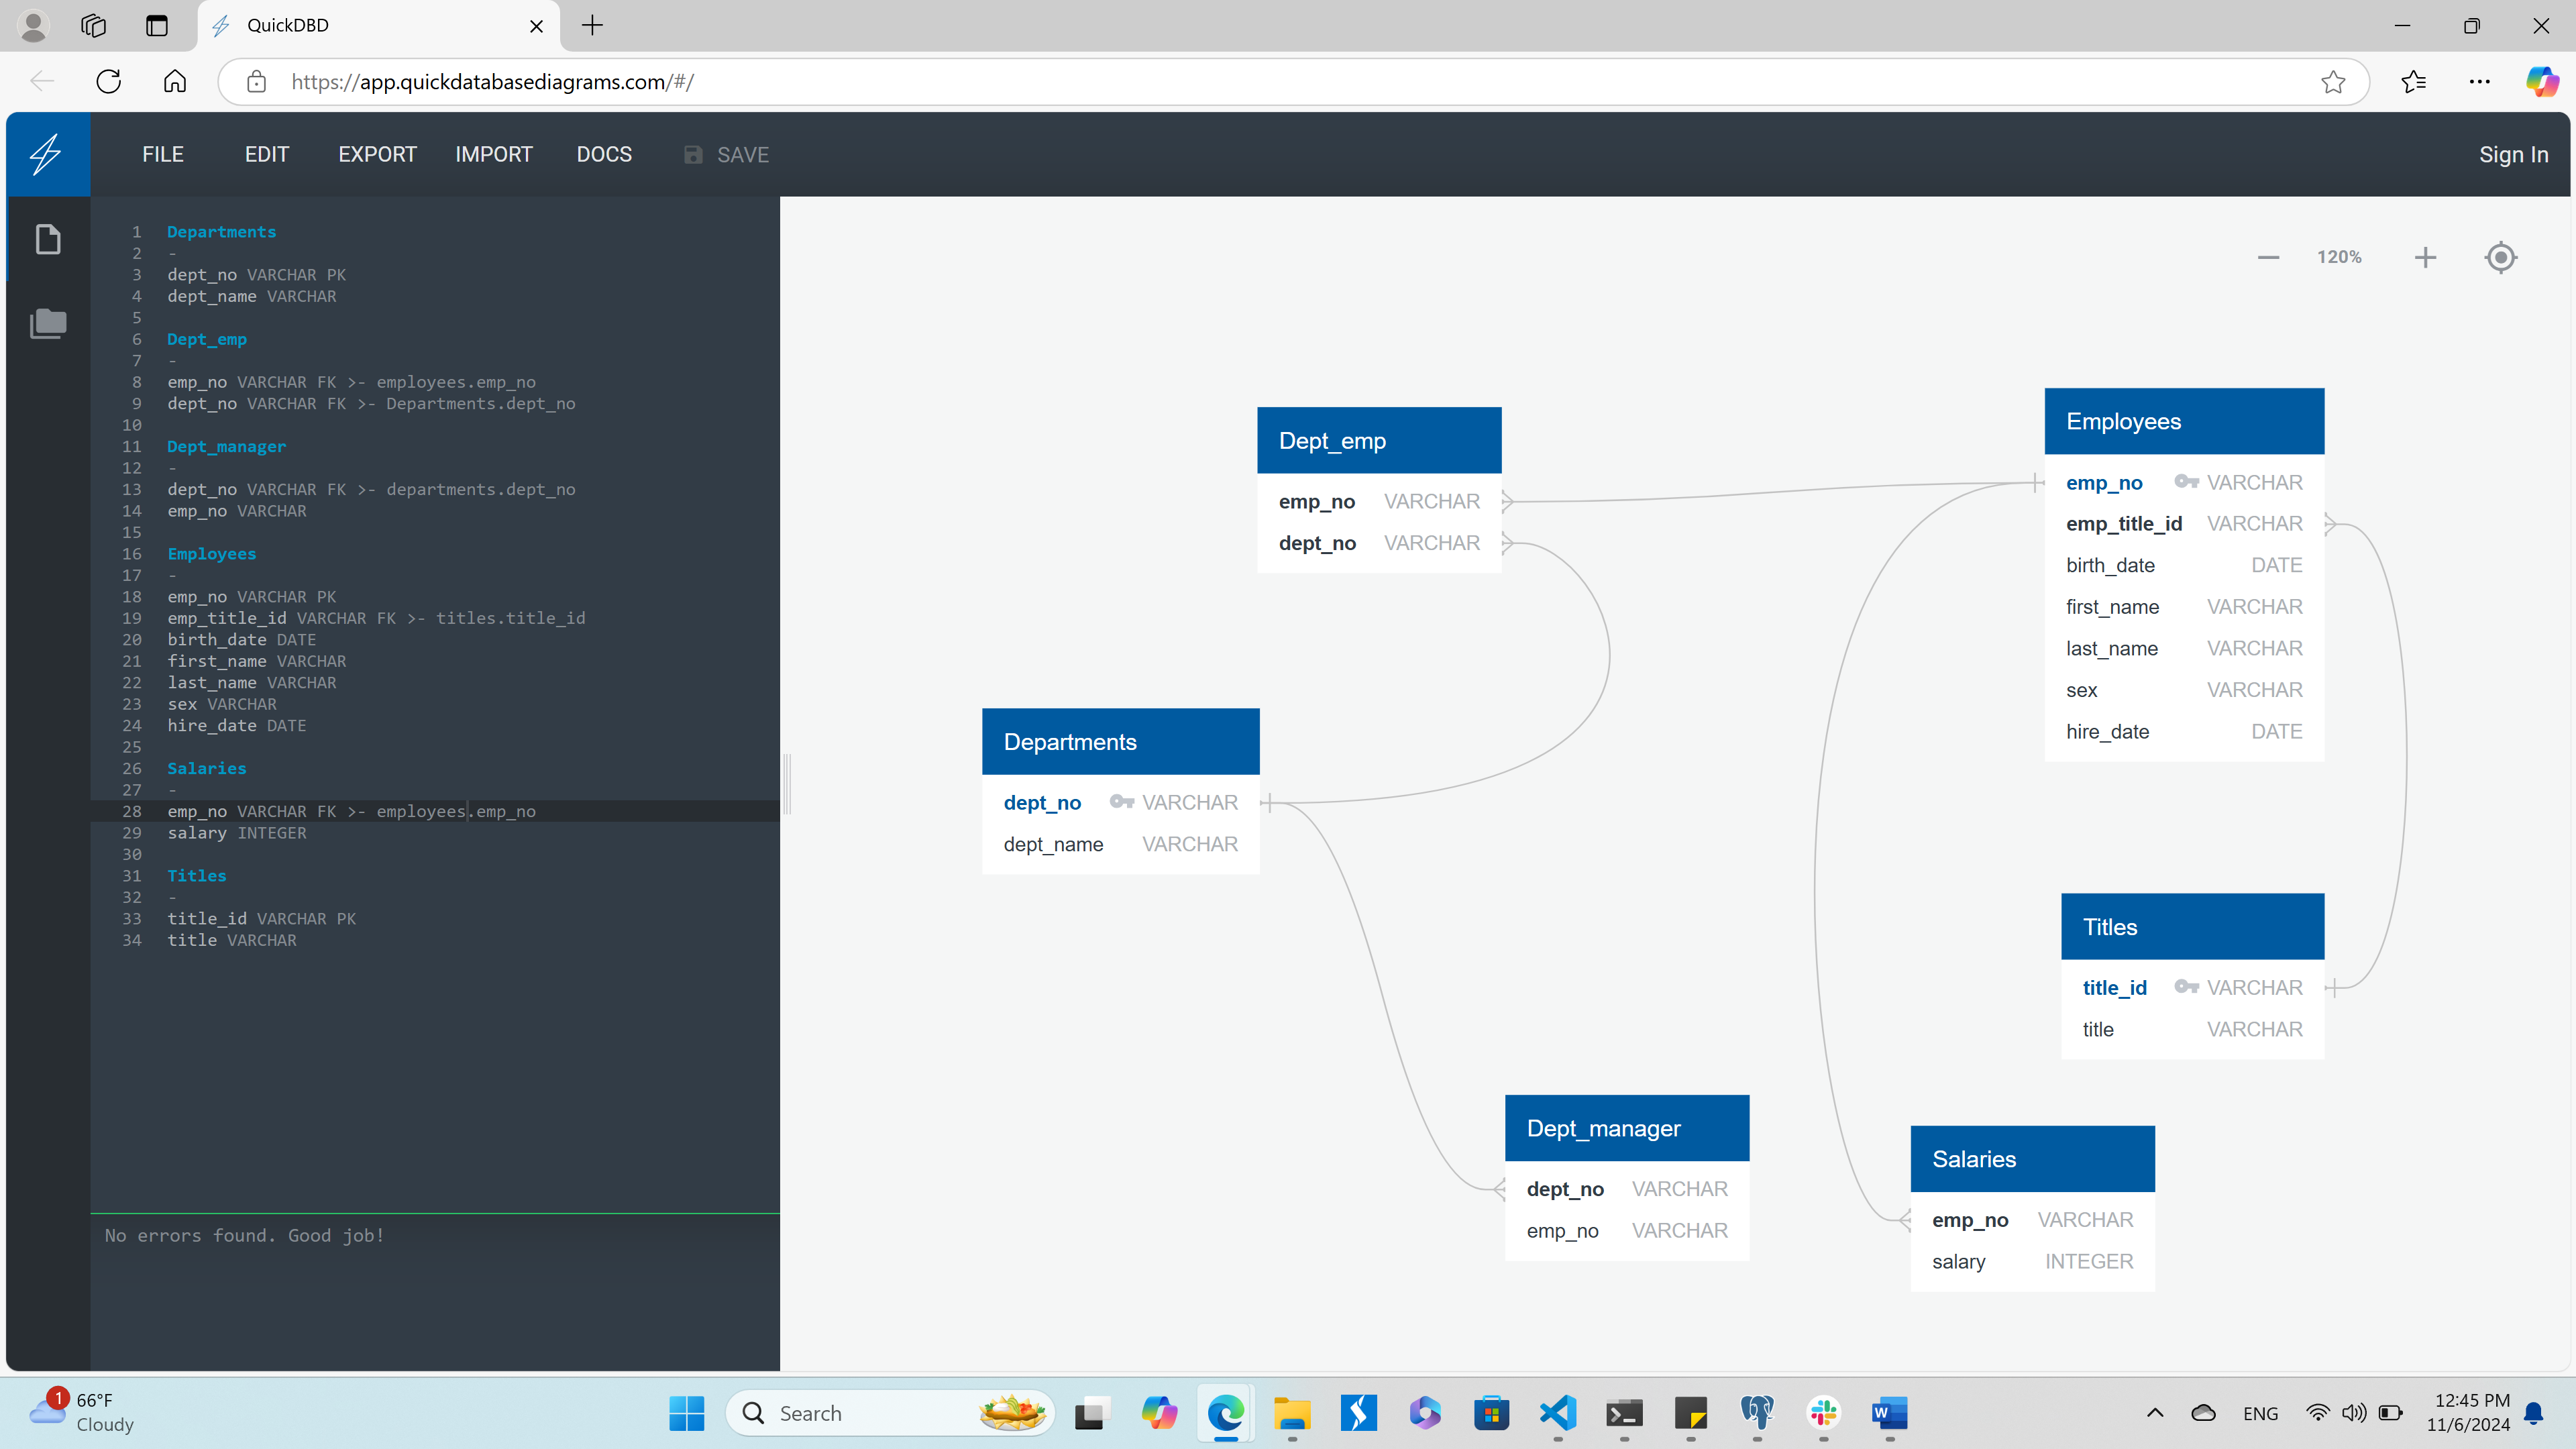 QuickDBD
https://app.quickdatabasediagrams.com/#/
FILE EDIT EXPORT IMPORT DOCS SAVE Sign In
1 Departments
2 -
3 dept_no VARCHAR PK
4 dept_name VARCHAR
5
6 Dept_emp
7 -
8 emp_no VARCHAR FK >- employees.emp_no
9 dept_no VARCHAR FK >- Departments.dept_no
10
11 Dept_manager
12 -
13 dept_no VARCHAR FK >- departments.dept_no
14 emp_no VARCHAR
15
16 Employees
17 -
18 emp_no VARCHAR PK
19 emp_title_id VARCHAR FK >- titles.title_id
20 birth_date DATE
21 first_name VARCHAR
22 last_name VARCHAR
23 sex VARCHAR
24 hire_date DATE
25
26 Salaries
27 -
28 emp_no VARCHAR FK >- employees.emp_no
29 salary INTEGER
30
31 Titles
32 -
33 title_id VARCHAR PK
34 title VARCHAR
No errors found. Good job!
120%
Dept_emp
emp_no VARCHAR
dept_no VARCHAR
Employees
emp_no VARCHAR
emp_title_id VARCHAR
birth_date DATE
first_name VARCHAR
last_name VARCHAR
sex VARCHAR
hire_date DATE
Departments
dept_no VARCHAR
dept_name VARCHAR
Titles
title_id VARCHAR
title VARCHAR
Dept_manager
dept_no VARCHAR
emp_no VARCHAR
Salaries
emp_no VARCHAR
salary INTEGER
1
66°F
Cloudy
Search
ENG
12:45 PM
11/6/2024